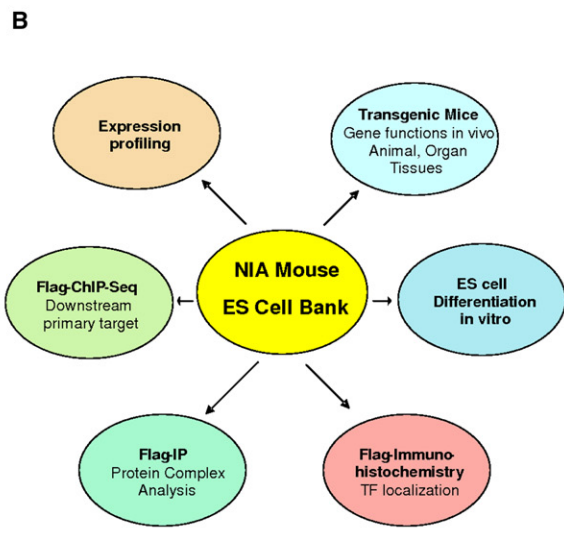 B
Expression
profiling
Transgenic Mice
Gene functions in vivo
Animal, Organ
Tissues
NIA Mouse
ES Cell Bank
Flag-ChIP-Seq
Downstream
primary target
ES cell
Differentiation
in vitro
Flag-IP
Protein Complex
Analysis
Flag-Immuno-
histochemistry
TF localization